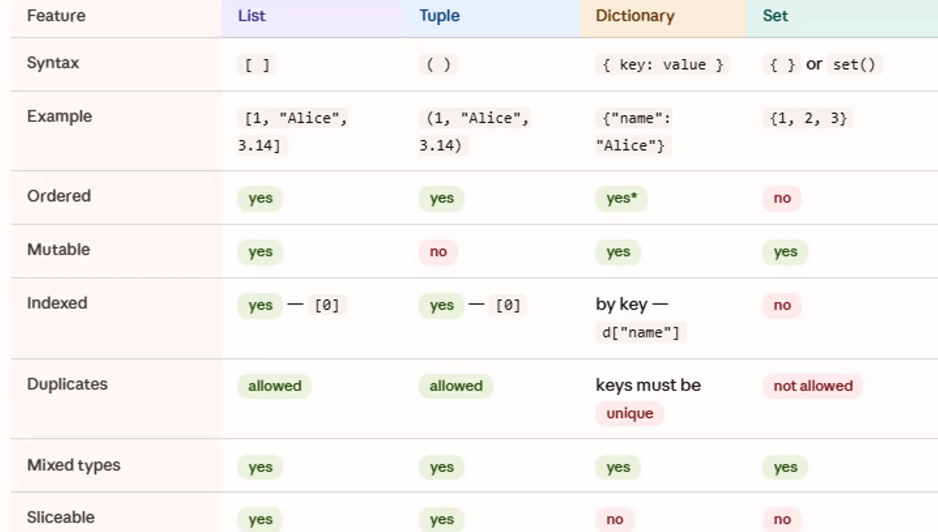 Feature List Tuple Dictionary Set
Syntax [ ] ( ) { key: value } { } or set()
Example [1, "Alice", (1, "Alice", {"name": {1, 2, 3}
3.14] 3.14) "Alice"}
Ordered yes yes yes* no
Mutable yes no yes yes
Indexed yes — [0] yes — [0] by key — no
d["name"]
Duplicates allowed allowed keys must be not allowed
unique
Mixed types yes yes yes yes
Sliceable yes yes no no